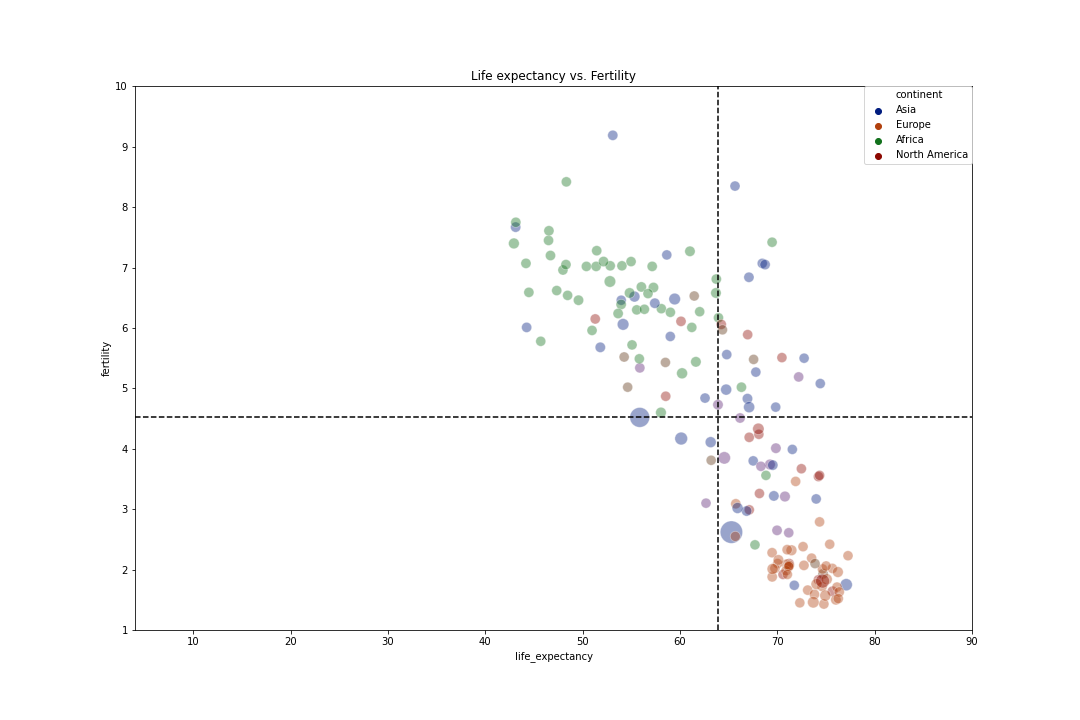 Life expectancy vs. Fertility
continent
Asia
Europe
Africa
North America
fertility
10
9
8
7
6
5
4
3
2
1
10 20 30 40 50 60 70 80 90
life_expectancy